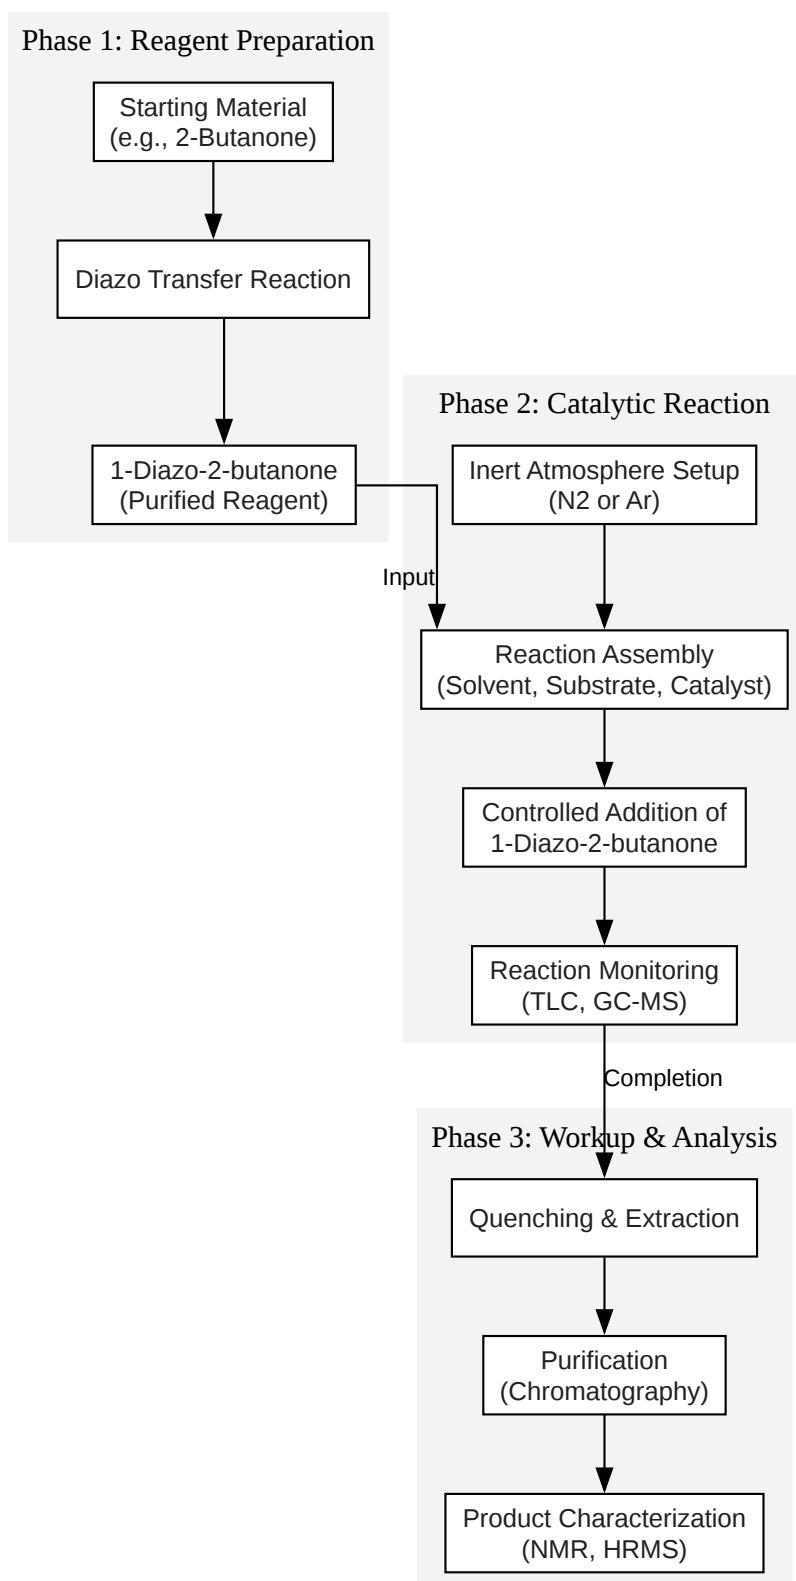 Phase 1: Reagent Preparation
Starting Material
(e.g., 2-Butanone)
Diazo Transfer Reaction
1-Diazo-2-butanone
(Purified Reagent)
Input
Phase 2: Catalytic Reaction
Inert Atmosphere Setup
(N2 or Ar)
Reaction Assembly
(Solvent, Substrate, Catalyst)
Controlled Addition of
1-Diazo-2-butanone
Reaction Monitoring
(TLC, GC-MS)
Completion
Phase 3: Workup & Analysis
Quenching & Extraction
Purification
(Chromatography)
Product Characterization
(NMR, HRMS)